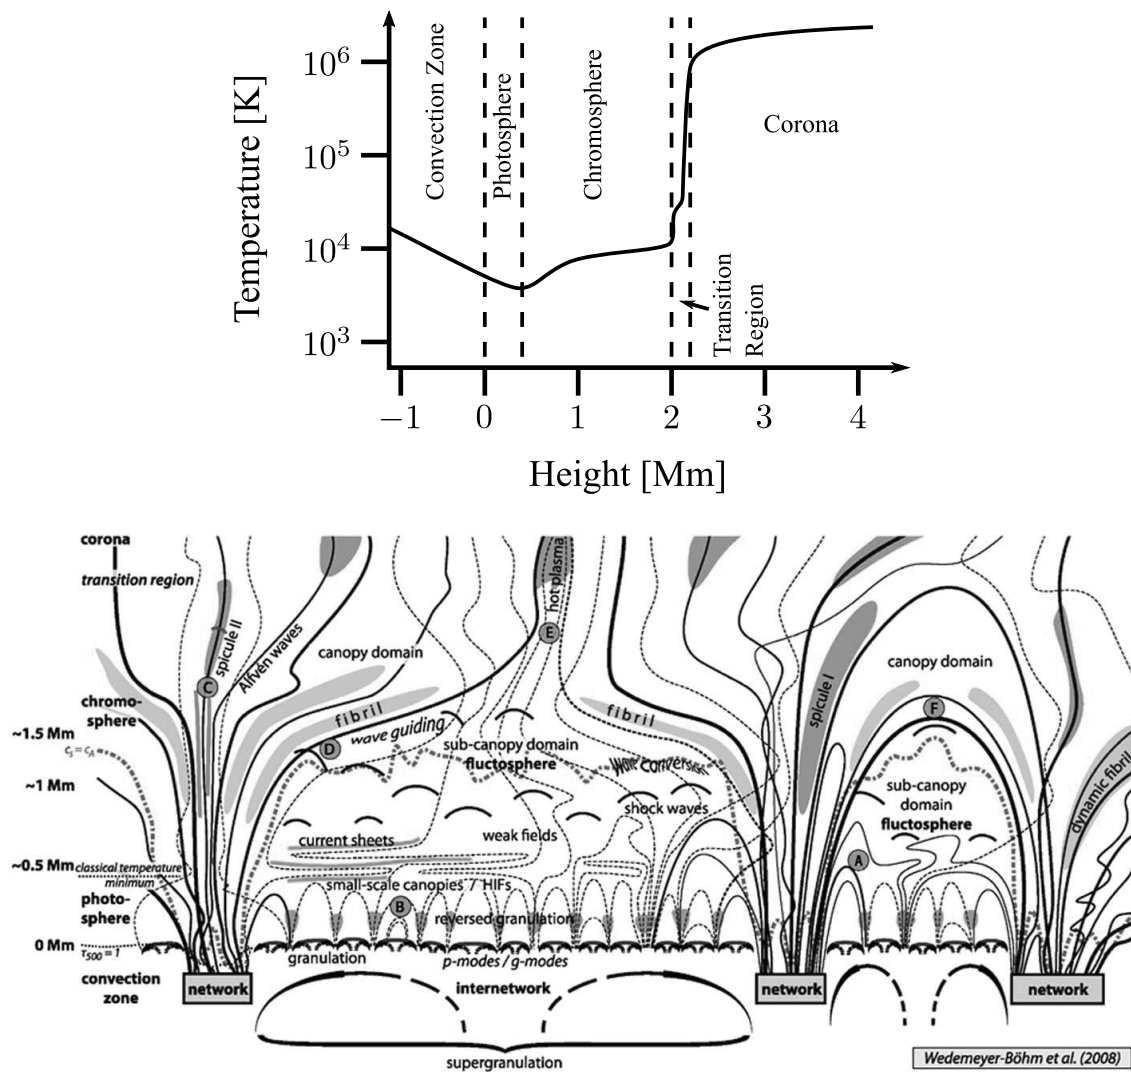 Temperature [K]
10^6
10^5
10^4
10^3
Convection Zone
Photosphere
Chromosphere
Transition
Region
Corona
−1
0
1
2
3
4
Height [Mm]
corona
transition region
chromo-
sphere
~1.5 Mm
c_s = c_A
~1 Mm
~0.5 Mm
classical temperature
minimum
photo-
sphere
0 Mm
τ_500 = 1
convection
zone
C
spicule II
Alfvén waves
canopy domain
fibril
D
wave guiding
E
hot plasma
sub-canopy domain
fluctosphere
fibril
wave conversion
shock waves
current sheets
weak fields
small-scale canopies / HIFs
B
reversed granulation
granulation
p-modes / g-modes
network
internetwork
network
network
supergranulation
spicule I
canopy domain
F
sub-canopy
domain
fluctosphere
A
dynamic fibril
Wedemeyer-Böhm et al. (2008)